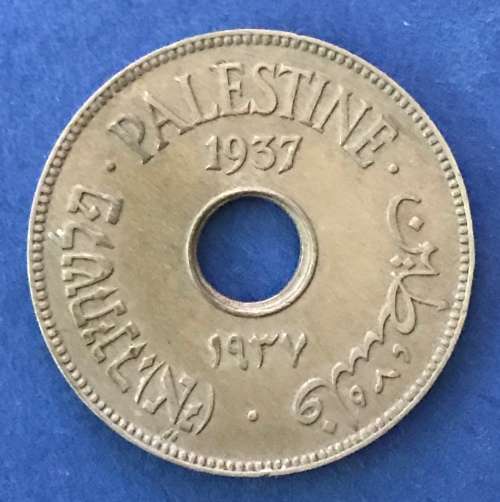 · PALESTINE ·
1937
פלשתינה (א״י)
فلسطين
١٩٣٧
·